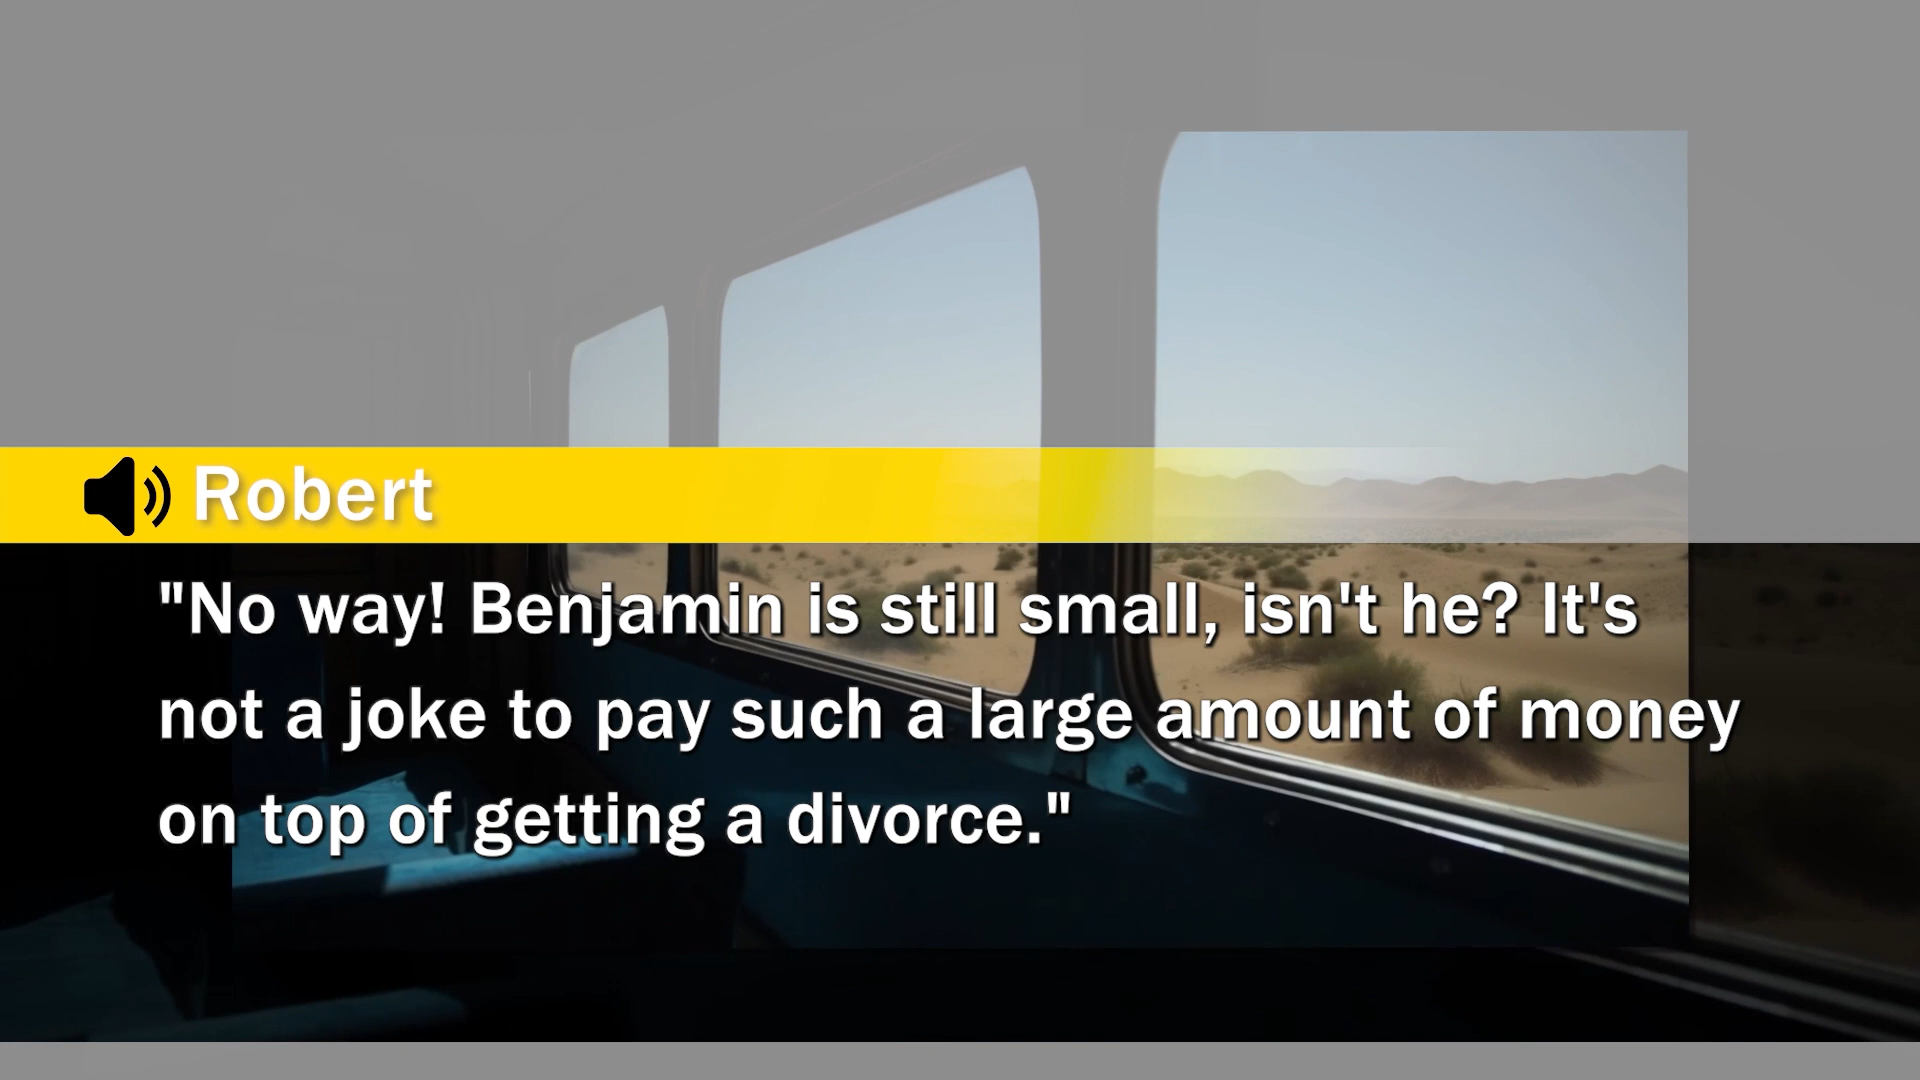 Robert
"No way! Benjamin is still small, isn't he? It's
not a joke to pay such a large amount of money
on top of getting a divorce."